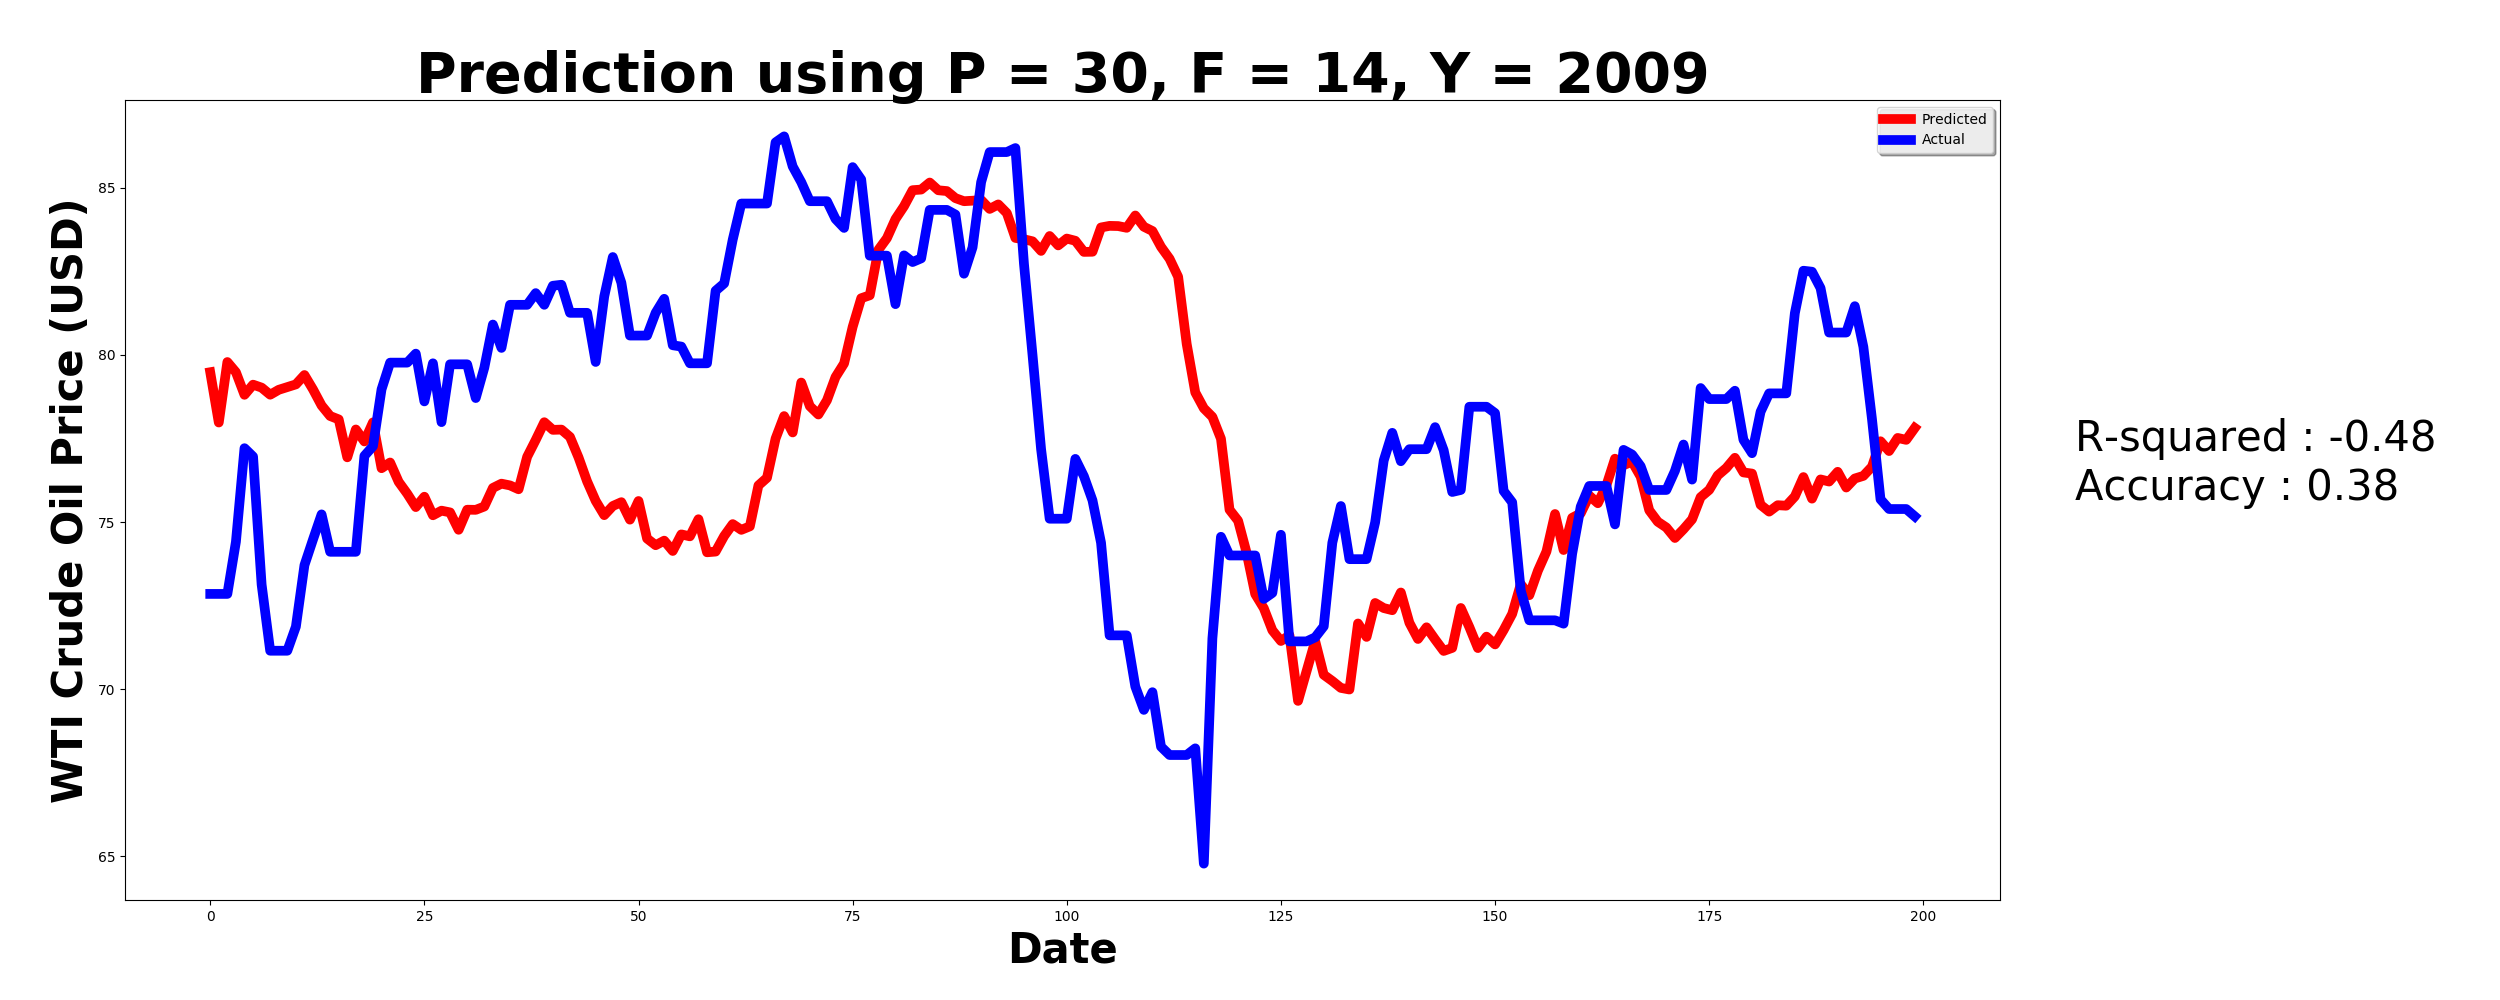 Prediction using P = 30, F = 14, Y = 2009
Predicted
Actual
WTI Crude Oil Price (USD)
85
80
75
70
65
R-squared : -0.48
Accuracy : 0.38
0 25 50 75 100 125 150 175 200
Date